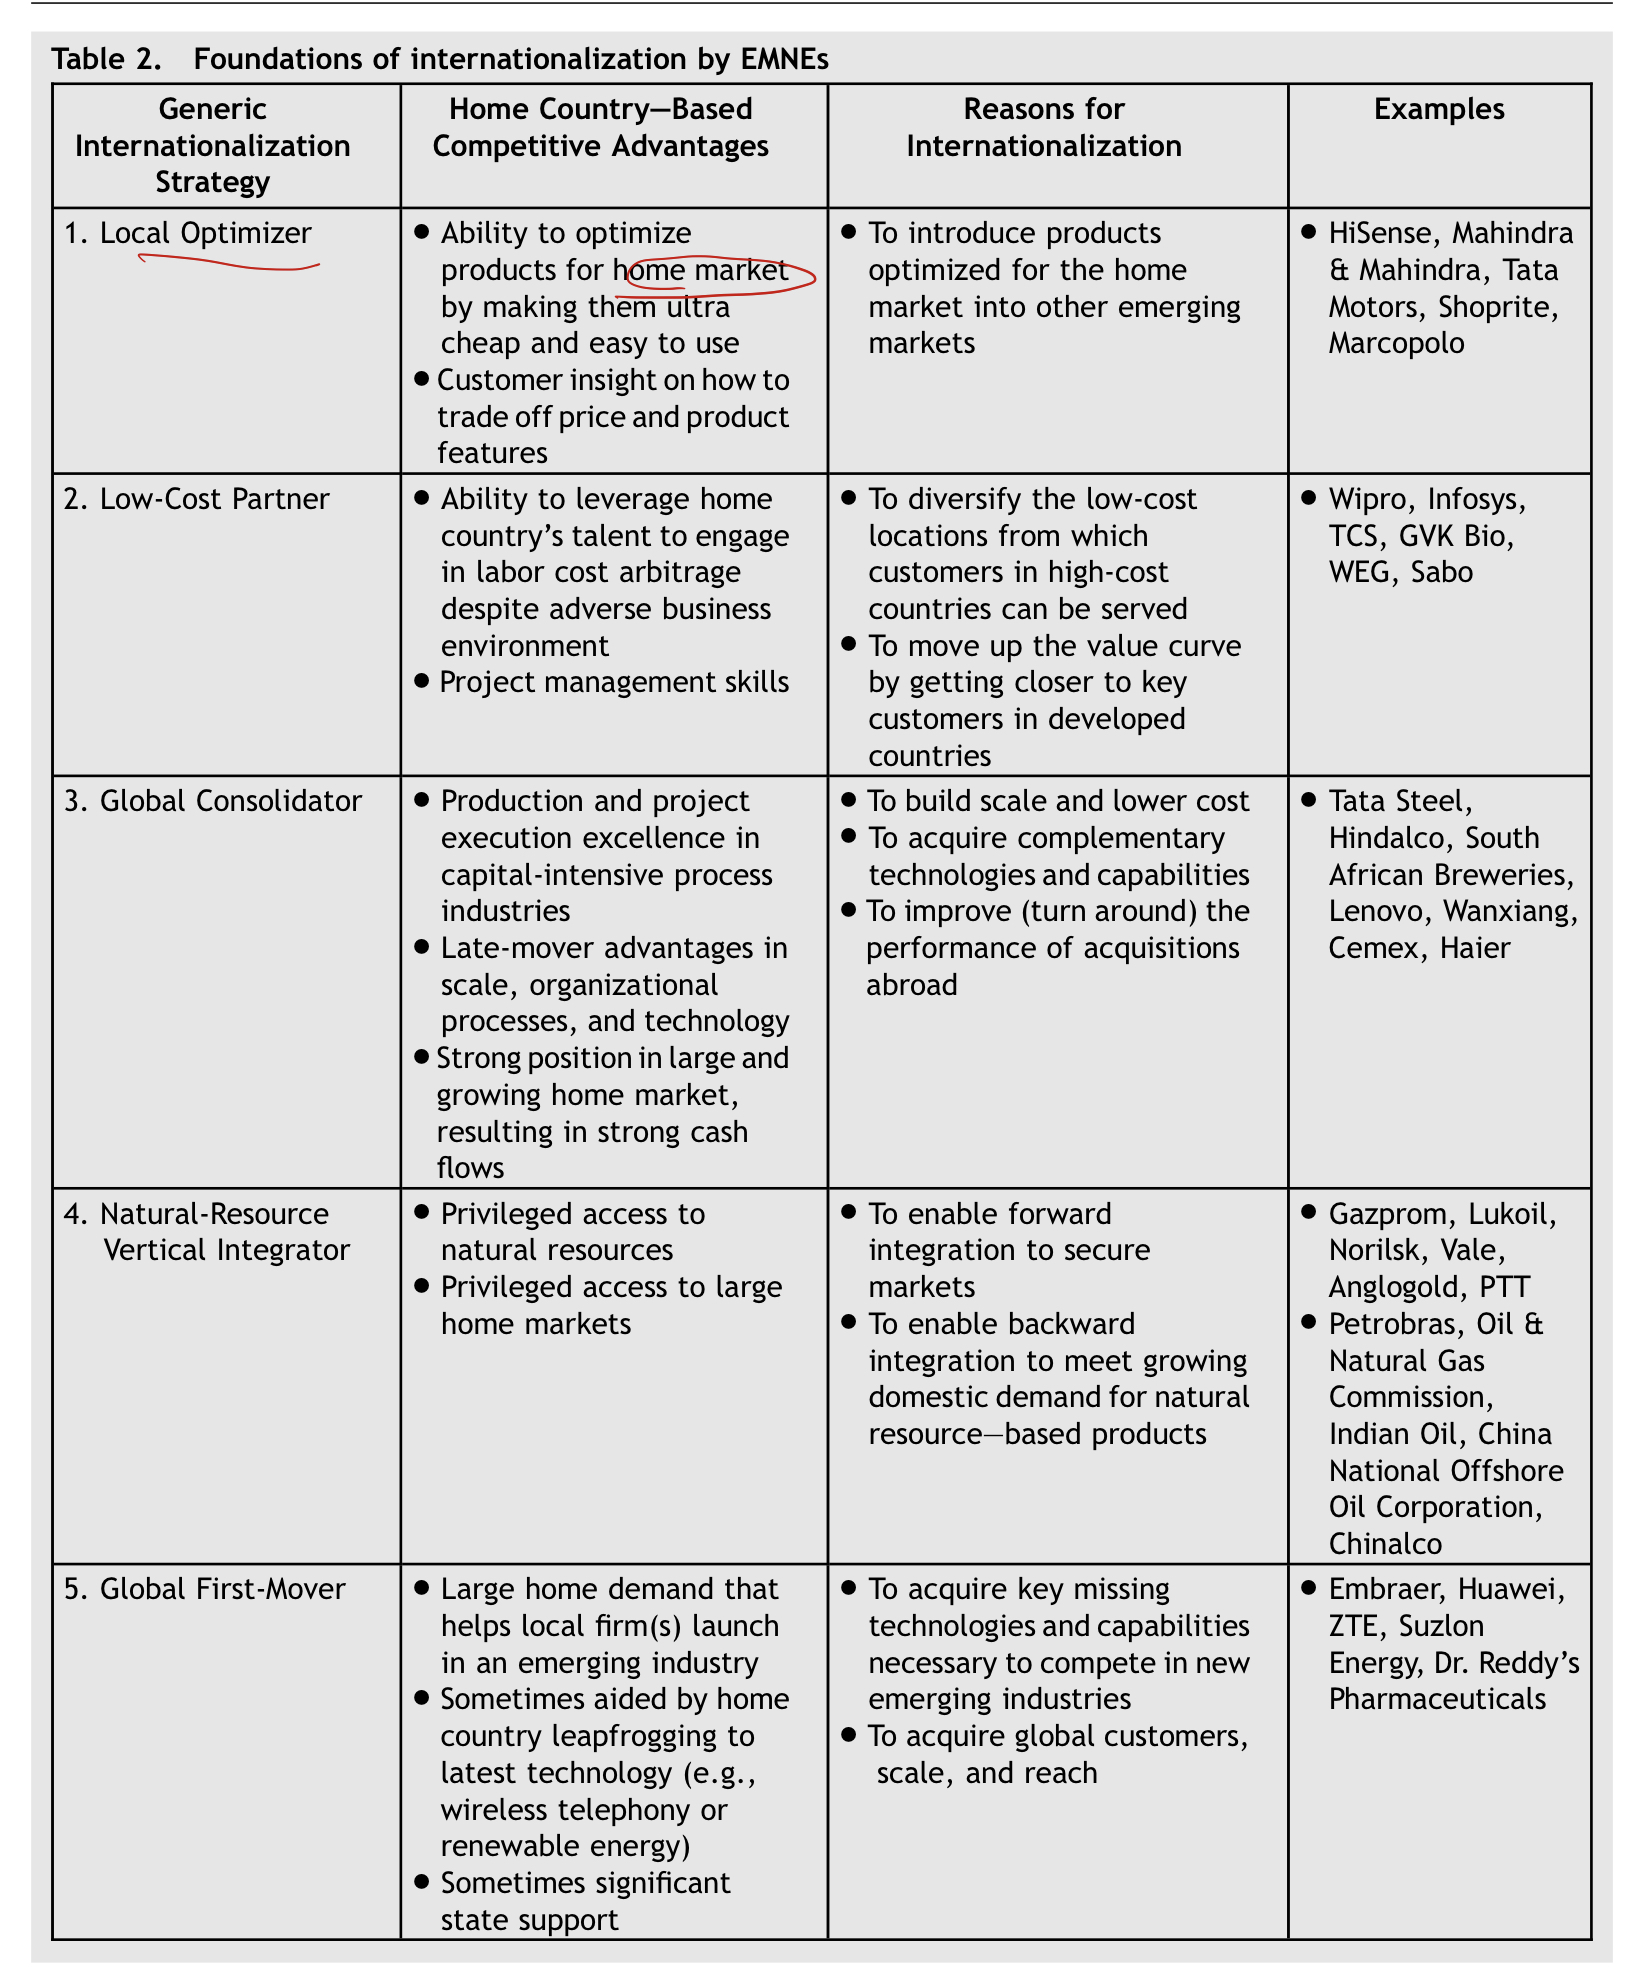 Table 2. Foundations of internationalization by EMNEs
Generic
Internationalization
Strategy
Home Country—Based
Competitive Advantages
Reasons for
Internationalization
Examples
1. Local Optimizer
● Ability to optimize
products for home market
by making them ultra
cheap and easy to use
● Customer insight on how to
trade off price and product
features
● To introduce products
optimized for the home
market into other emerging
markets
● HiSense, Mahindra
& Mahindra, Tata
Motors, Shoprite,
Marcopolo
2. Low-Cost Partner
● Ability to leverage home
country’s talent to engage
in labor cost arbitrage
despite adverse business
environment
● Project management skills
● To diversify the low-cost
locations from which
customers in high-cost
countries can be served
● To move up the value curve
by getting closer to key
customers in developed
countries
● Wipro, Infosys,
TCS, GVK Bio,
WEG, Sabo
3. Global Consolidator
● Production and project
execution excellence in
capital-intensive process
industries
● Late-mover advantages in
scale, organizational
processes, and technology
● Strong position in large and
growing home market,
resulting in strong cash
flows
● To build scale and lower cost
● To acquire complementary
technologies and capabilities
● To improve (turn around) the
performance of acquisitions
abroad
● Tata Steel,
Hindalco, South
African Breweries,
Lenovo, Wanxiang,
Cemex, Haier
4. Natural-Resource
Vertical Integrator
● Privileged access to
natural resources
● Privileged access to large
home markets
● To enable forward
integration to secure
markets
● To enable backward
integration to meet growing
domestic demand for natural
resource—based products
● Gazprom, Lukoil,
Norilsk, Vale,
Anglogold, PTT
● Petrobras, Oil &
Natural Gas
Commission,
Indian Oil, China
National Offshore
Oil Corporation,
Chinalco
5. Global First-Mover
● Large home demand that
helps local firm(s) launch
in an emerging industry
● Sometimes aided by home
country leapfrogging to
latest technology (e.g.,
wireless telephony or
renewable energy)
● Sometimes significant
state support
● To acquire key missing
technologies and capabilities
necessary to compete in new
emerging industries
● To acquire global customers,
scale, and reach
● Embraer, Huawei,
ZTE, Suzlon
Energy, Dr. Reddy’s
Pharmaceuticals